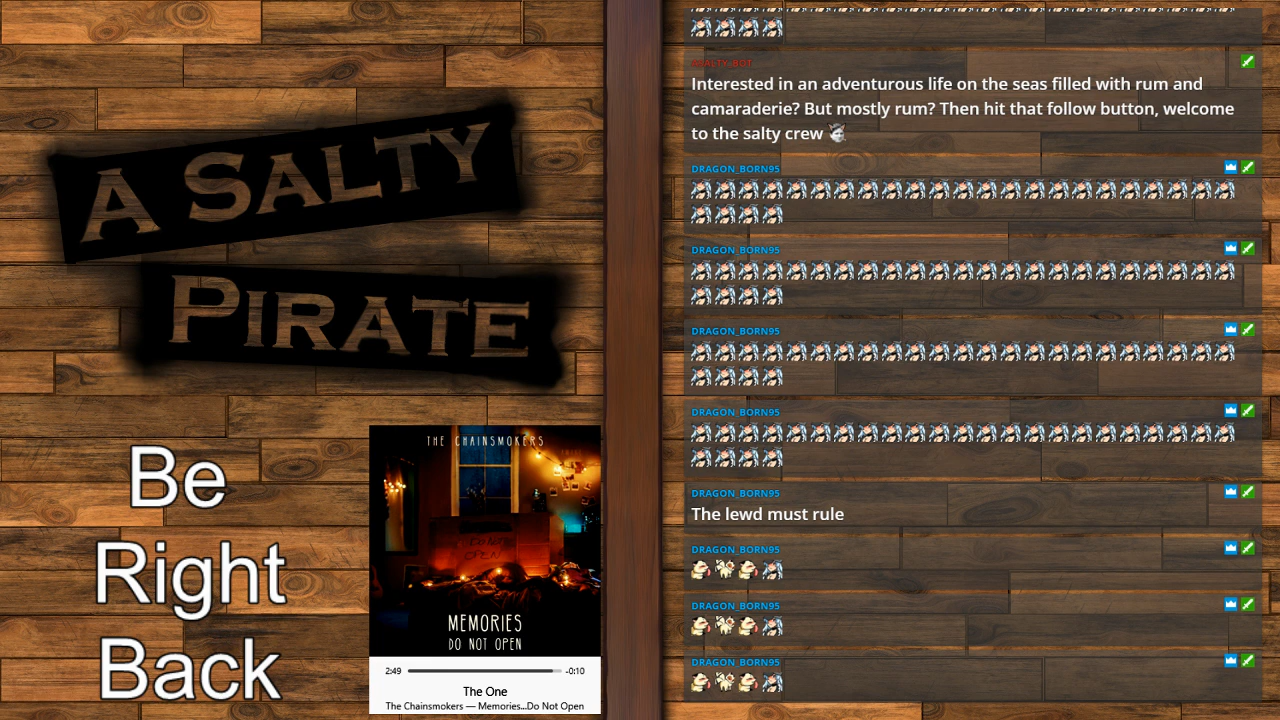 A SALTY
PIRATE
Be
Right
Back
THE CHAINSMOKERS
DO NOT
OPEN
MEMORIES
DO NOT OPEN
2:49
-0:10
The One
The Chainsmokers — Memories...Do Not Open
Interested in an adventurous life on the seas filled with rum and
camaraderie? But mostly rum? Then hit that follow button, welcome
to the salty crew
DRAGON_BORN95
DRAGON_BORN95
DRAGON_BORN95
DRAGON_BORN95
DRAGON_BORN95
The lewd must rule
DRAGON_BORN95
DRAGON_BORN95
DRAGON_BORN95